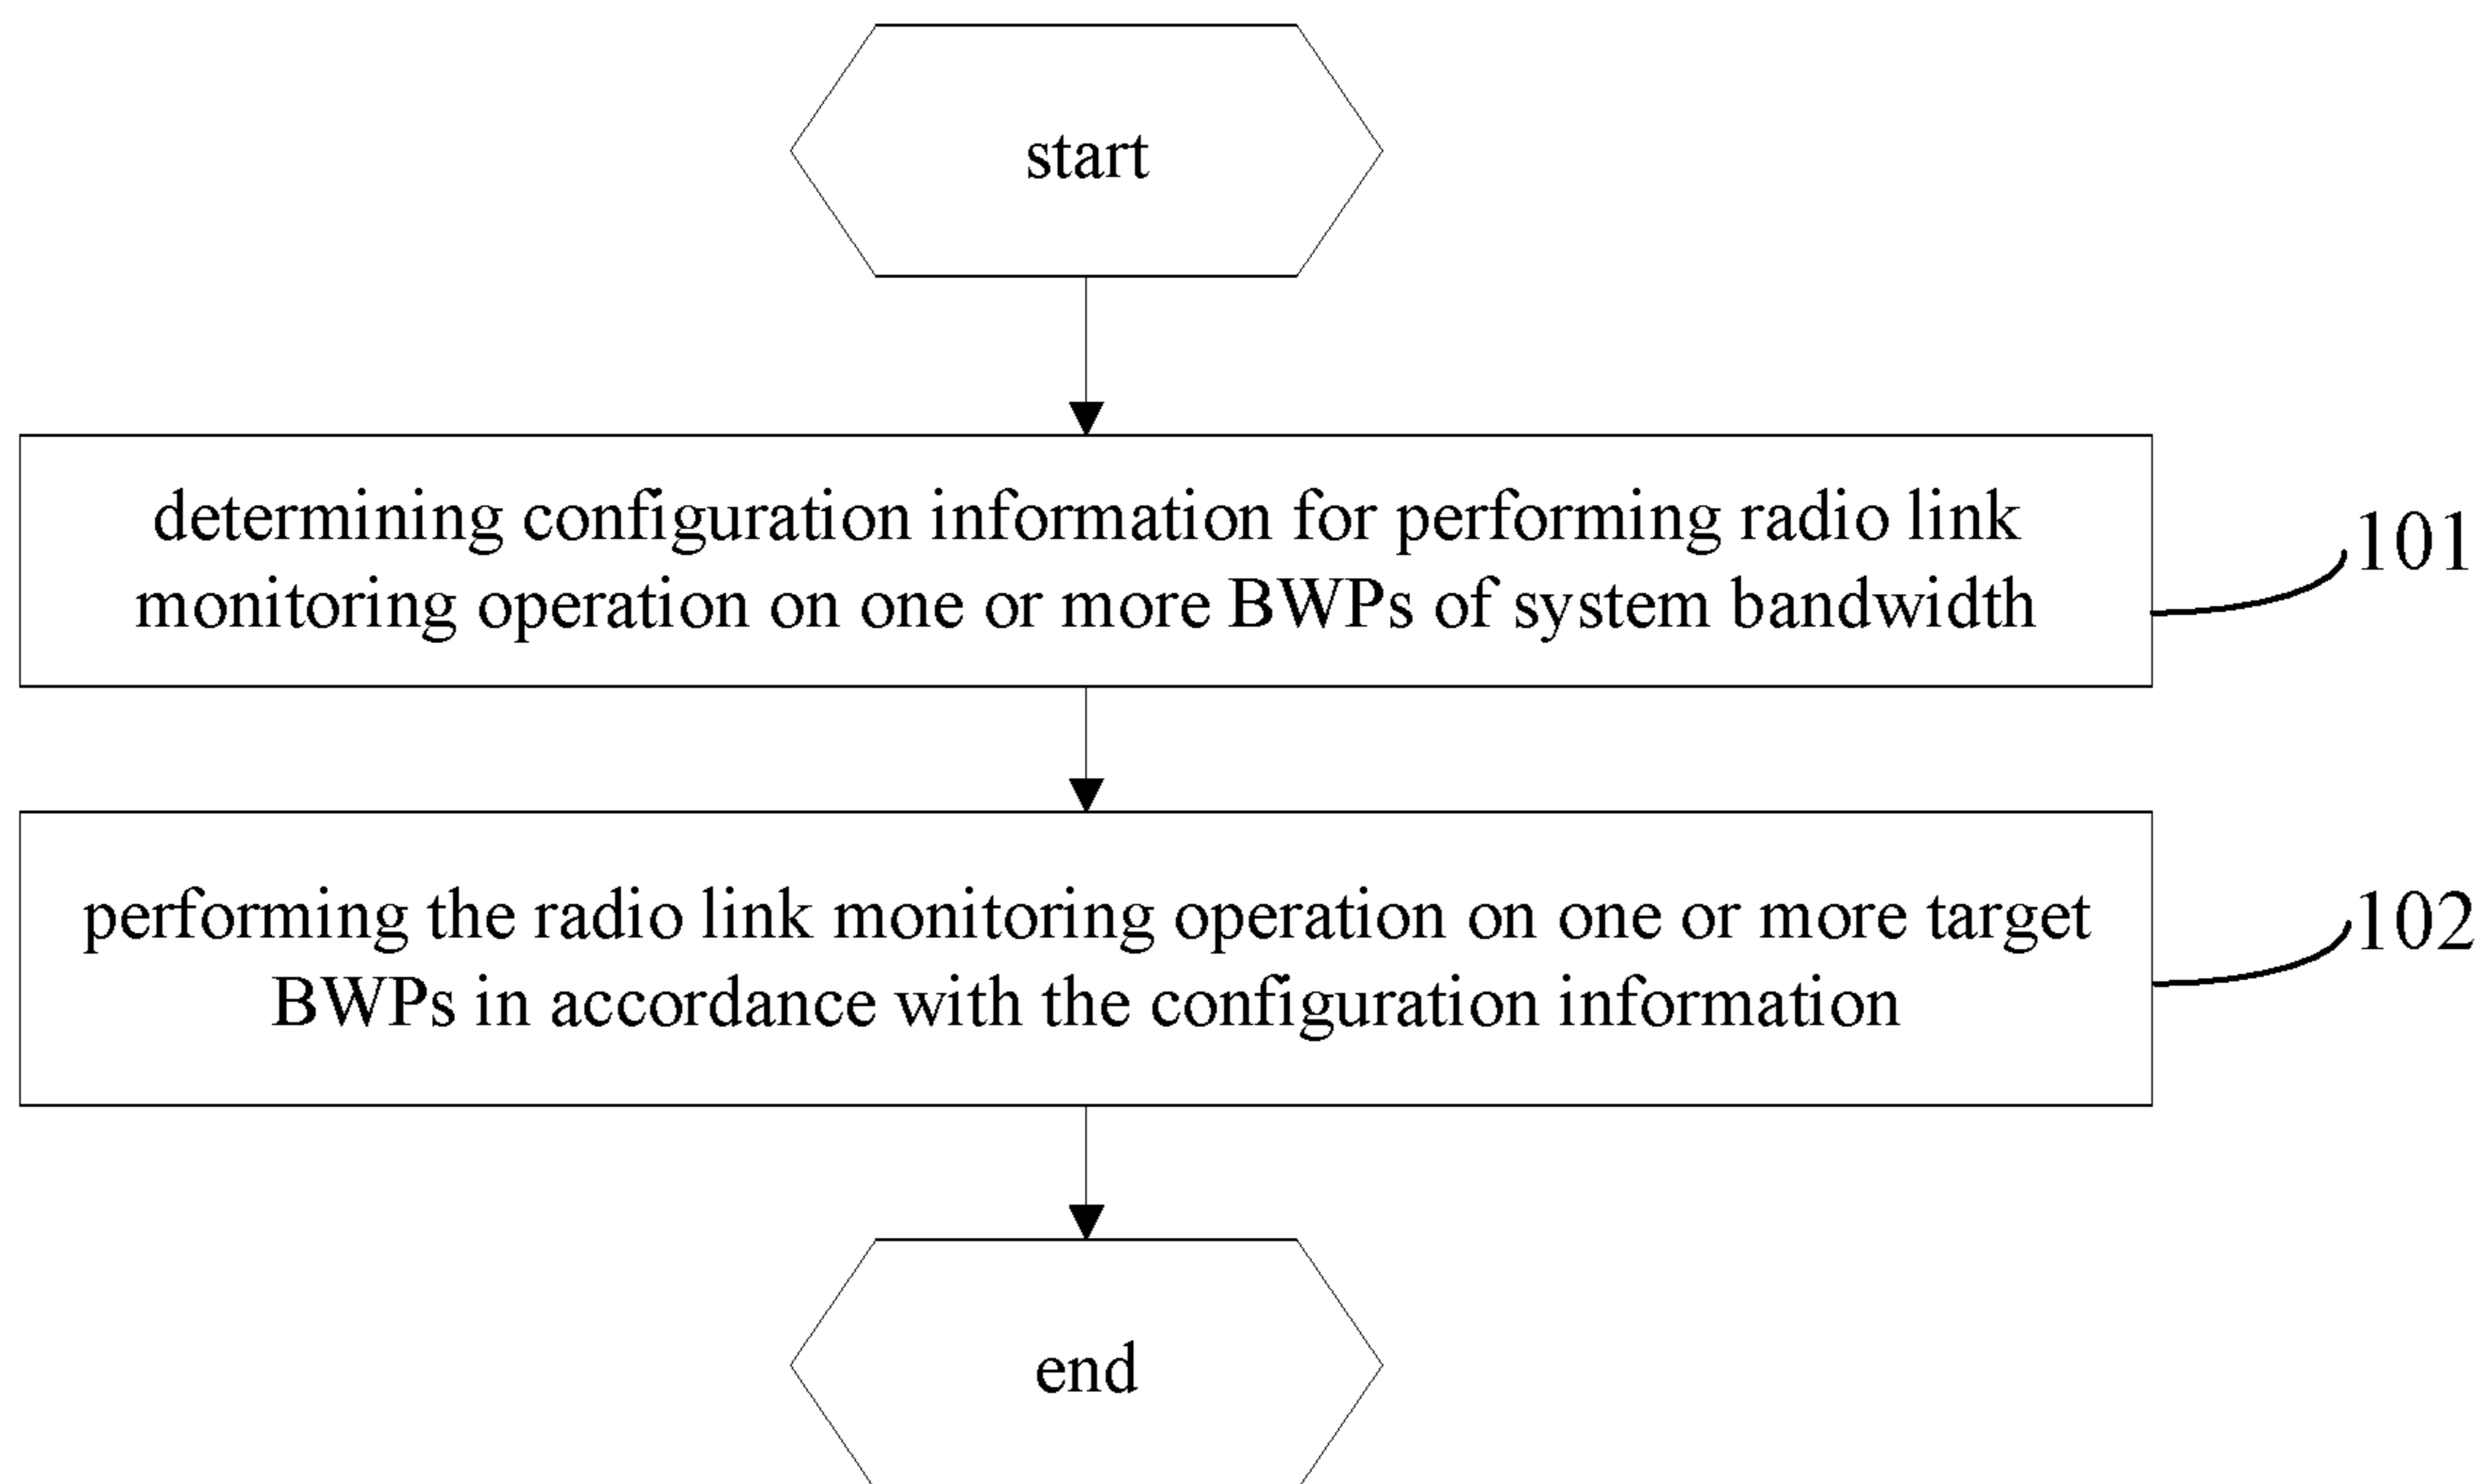 start
determining configuration information for performing radio link
monitoring operation on one or more BWPs of system bandwidth
101
performing the radio link monitoring operation on one or more target
BWPs in accordance with the configuration information
102
end